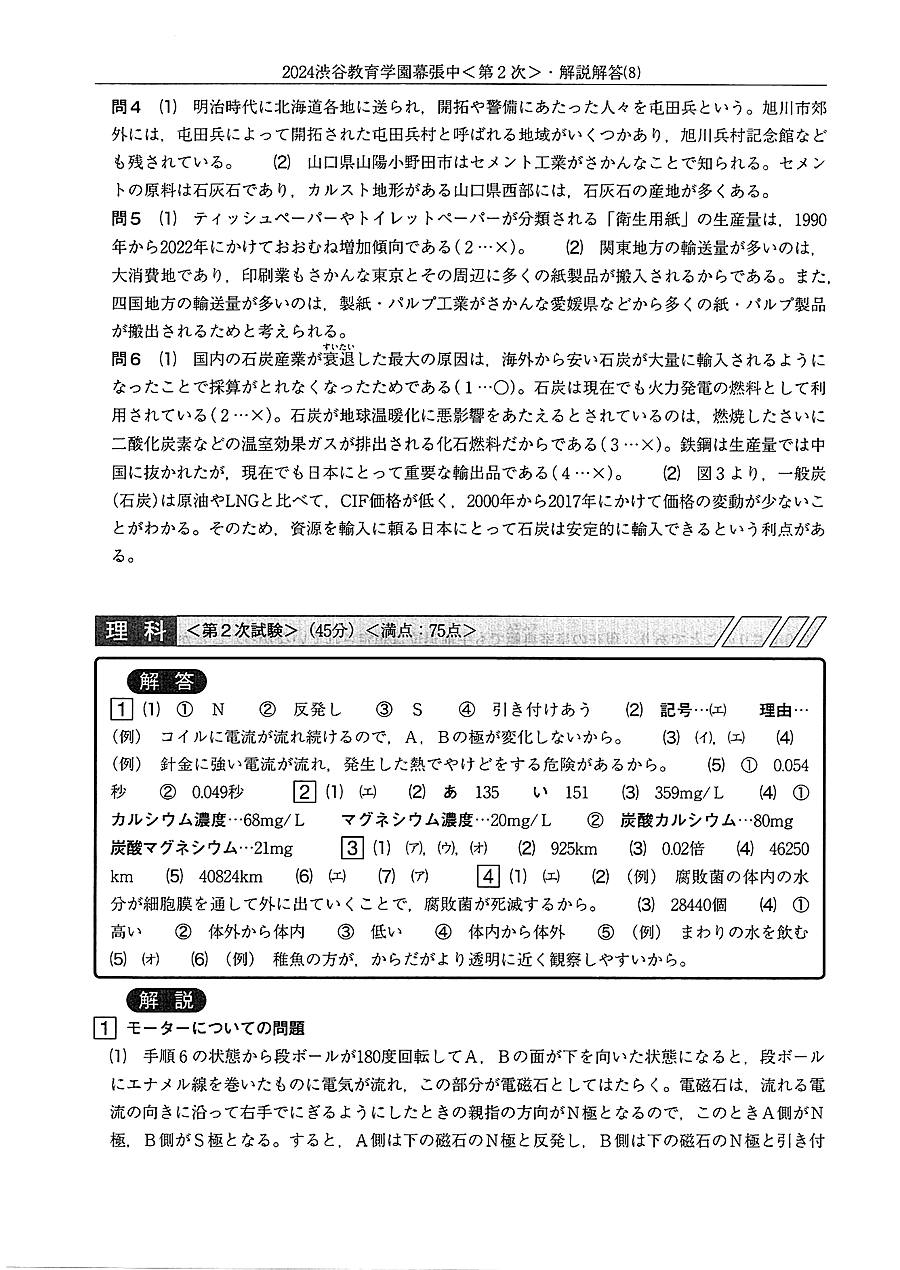 2024渋谷教育学園幕張中＜第２次＞・解説解答(8)
問４ (1) 明治時代に北海道各地に送られ，開拓や警備にあたった人々を屯田兵という。旭川市郊
外には，屯田兵によって開拓された屯田兵村と呼ばれる地域がいくつかあり，旭川兵村記念館など
も残されている。 (2) 山口県山陽小野田市はセメント工業がさかんなことで知られる。セメン
トの原料は石灰石であり，カルスト地形がある山口県西部には，石灰石の産地が多くある。
問５ (1) ティッシュペーパーやトイレットペーパーが分類される「衛生用紙」の生産量は，1990
年から2022年にかけておおむね増加傾向である(２…×)。 (2) 関東地方の輸送量が多いのは，
大消費地であり，印刷業もさかんな東京とその周辺に多くの紙製品が搬入されるからである。また，
四国地方の輸送量が多いのは，製紙・パルプ工業がさかんな愛媛県などから多くの紙・パルプ製品
が搬出されるためと考えられる。
すいたい
問６ (1) 国内の石炭産業が衰退した最大の原因は，海外から安い石炭が大量に輸入されるように
なったことで採算がとれなくなったためである(１…○)。石炭は現在でも火力発電の燃料として利
用されている(２…×)。石炭が地球温暖化に悪影響をあたえるとされているのは，燃焼したさいに
二酸化炭素などの温室効果ガスが排出される化石燃料だからである(３…×)。鉄鋼は生産量では中
国に抜かれたが，現在でも日本にとって重要な輸出品である(４…×)。 (2) 図３より，一般炭
(石炭)は原油やLNGと比べて，CIF価格が低く，2000年から2017年にかけて価格の変動が少ないこ
とがわかる。そのため，資源を輸入に頼る日本にとって石炭は安定的に輸入できるという利点があ
る。
理科 ＜第２次試験＞ (45分) ＜満点：75点＞
解答
1 (1) ① N ② 反発し ③ S ④ 引き付けあう (2) 記号…(エ) 理由…
(例) コイルに電流が流れ続けるので，A，Bの極が変化しないから。 (3) (イ)，(エ) (4)
(例) 針金に強い電流が流れ，発生した熱でやけどをする危険があるから。 (5) ① 0.054
秒 ② 0.049秒 2 (1) (エ) (2) あ 135 い 151 (3) 359mg/L (4) ①
カルシウム濃度…68mg/L マグネシウム濃度…20mg/L ② 炭酸カルシウム…80mg
炭酸マグネシウム…21mg 3 (1) (ア)，(ウ)，(オ) (2) 925km (3) 0.02倍 (4) 46250
km (5) 40824km (6) (エ) (7) (ア) 4 (1) (エ) (2) (例) 腐敗菌の体内の水
分が細胞膜を通して外に出ていくことで，腐敗菌が死滅するから。 (3) 28440個 (4) ①
高い ② 体外から体内 ③ 低い ④ 体内から体外 ⑤ (例) まわりの水を飲む
(5) (オ) (6) (例) 稚魚の方が，からだがより透明に近く観察しやすいから。
解説
1 モーターについての問題
(1) 手順６の状態から段ボールが180度回転してA，Bの面が下を向いた状態になると，段ボール
にエナメル線を巻いたものに電気が流れ，この部分が電磁石としてはたらく。電磁石は，流れる電
流の向きに沿って右手でにぎるようにしたときの親指の方向がN極となるので，このときA側がN
極，B側がS極となる。すると，A側は下の磁石のN極と反発し，B側は下の磁石のN極と引き付